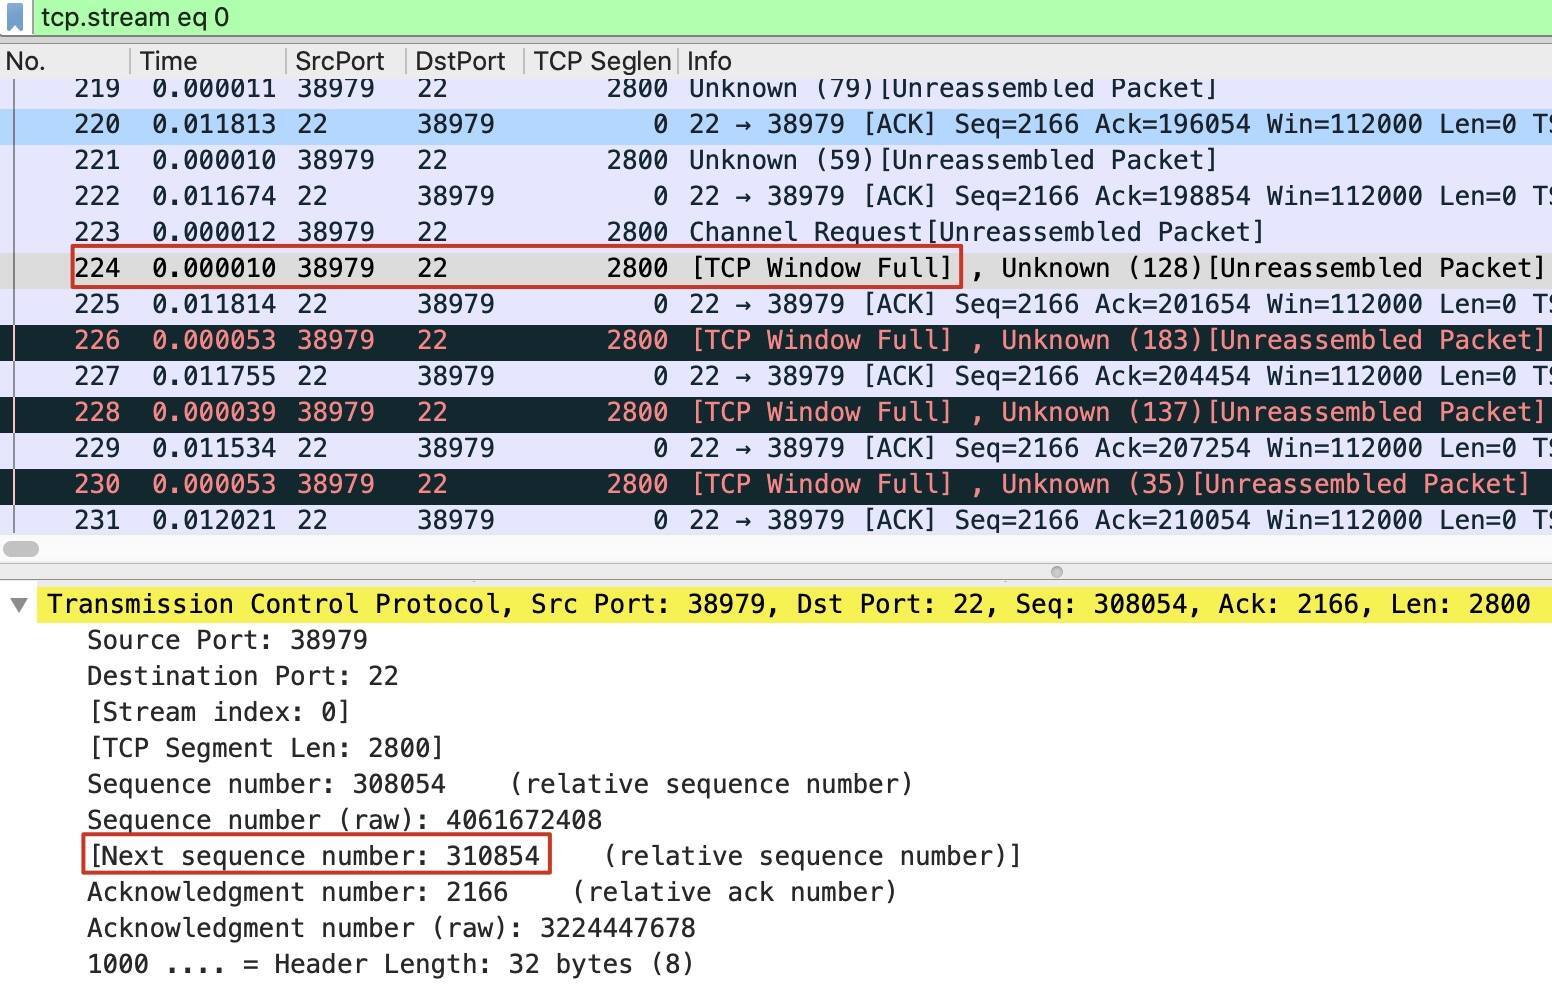 tcp.stream eq 0
No. Time SrcPort DstPort TCP Seglen Info
219 0.000011 38979 22 2800 Unknown (79)[Unreassembled Packet]
220 0.011813 22 38979 0 22 → 38979 [ACK] Seq=2166 Ack=196054 Win=112000 Len=0 TS
221 0.000010 38979 22 2800 Unknown (59)[Unreassembled Packet]
222 0.011674 22 38979 0 22 → 38979 [ACK] Seq=2166 Ack=198854 Win=112000 Len=0 TS
223 0.000012 38979 22 2800 Channel Request[Unreassembled Packet]
224 0.000010 38979 22 2800 [TCP Window Full] , Unknown (128)[Unreassembled Packet]
225 0.011814 22 38979 0 22 → 38979 [ACK] Seq=2166 Ack=201654 Win=112000 Len=0 TS
226 0.000053 38979 22 2800 [TCP Window Full] , Unknown (183)[Unreassembled Packet]
227 0.011755 22 38979 0 22 → 38979 [ACK] Seq=2166 Ack=204454 Win=112000 Len=0 TS
228 0.000039 38979 22 2800 [TCP Window Full] , Unknown (137)[Unreassembled Packet]
229 0.011534 22 38979 0 22 → 38979 [ACK] Seq=2166 Ack=207254 Win=112000 Len=0 TS
230 0.000053 38979 22 2800 [TCP Window Full] , Unknown (35)[Unreassembled Packet]
231 0.012021 22 38979 0 22 → 38979 [ACK] Seq=2166 Ack=210054 Win=112000 Len=0 TS
Transmission Control Protocol, Src Port: 38979, Dst Port: 22, Seq: 308054, Ack: 2166, Len: 2800
Source Port: 38979
Destination Port: 22
[Stream index: 0]
[TCP Segment Len: 2800]
Sequence number: 308054 (relative sequence number)
Sequence number (raw): 4061672408
[Next sequence number: 310854 (relative sequence number)]
Acknowledgment number: 2166 (relative ack number)
Acknowledgment number (raw): 3224447678
1000 .... = Header Length: 32 bytes (8)